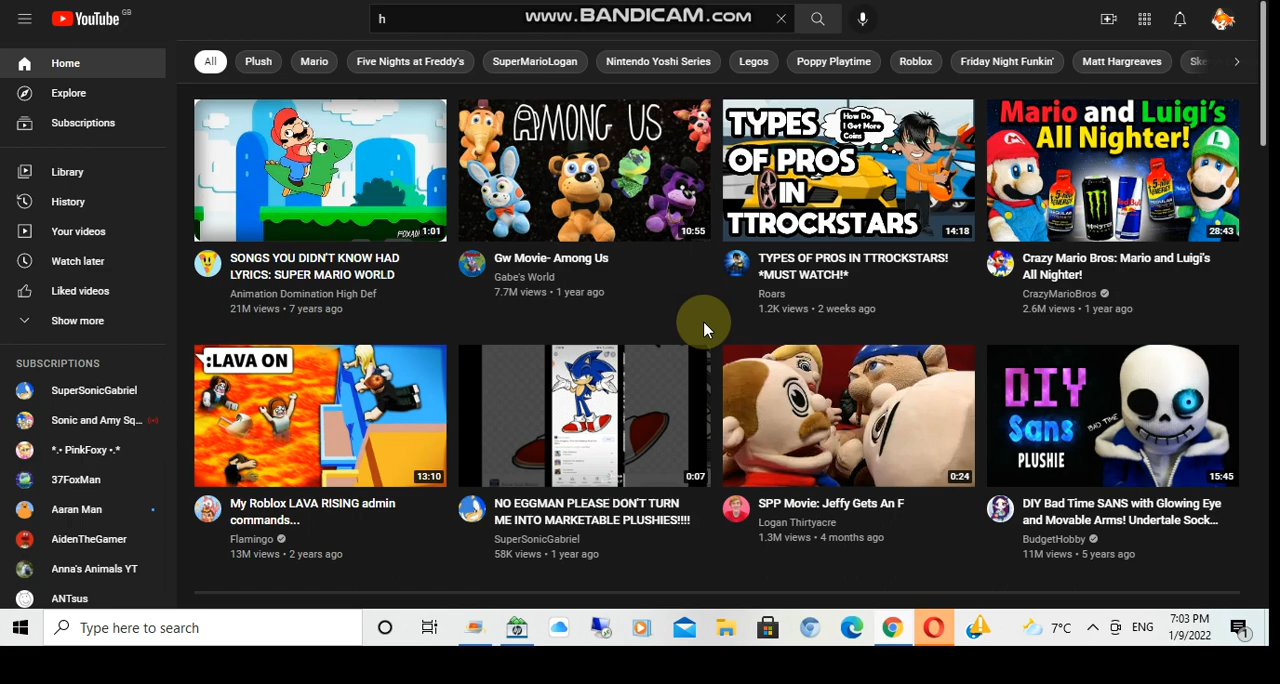 YouTube GB
h
WWW.BANDICAM.COM
Home
Explore
Subscriptions
Library
History
Your videos
Watch later
Liked videos
Show more
SUBSCRIPTIONS
SuperSonicGabriel
Sonic and Amy Sq...
*.• PinkFoxy •.*
37FoxMan
Aaran Man
AidenTheGamer
Anna's Animals YT
ANTsus
All
Plush
Mario
Five Nights at Freddy's
SuperMarioLogan
Nintendo Yoshi Series
Legos
Poppy Playtime
Roblox
Friday Night Funkin'
Matt Hargreaves
POXADI
1:01
SONGS YOU DIDN'T KNOW HAD
LYRICS: SUPER MARIO WORLD
Animation Domination High Def
21M views • 7 years ago
AMONG US
10:55
Gw Movie- Among Us
Gabe's World
7.7M views • 1 year ago
TYPES
OF PROS
IN
TTROCKSTARS
How Do
I Get More
Coins
14:18
TYPES OF PROS IN TTROCKSTARS!
*MUST WATCH!*
Roars
1.2K views • 2 weeks ago
Mario and Luigi's
All Nighter!
28:43
Crazy Mario Bros: Mario and Luigi's
All Nighter!
CrazyMarioBros
2.6M views • 1 year ago
:LAVA ON
13:10
My Roblox LAVA RISING admin
commands...
Flamingo
13M views • 2 years ago
0:07
NO EGGMAN PLEASE DON'T TURN
ME INTO MARKETABLE PLUSHIES!!!!
SuperSonicGabriel
58K views • 1 year ago
0:24
SPP Movie: Jeffy Gets An F
Logan Thirtyacre
1.3M views • 4 months ago
DIY
Sans
PLUSHIE
BAD TIME
15:45
DIY Bad Time SANS with Glowing Eye
and Movable Arms! Undertale Sock...
BudgetHobby
11M views • 5 years ago
Type here to search
7°C
ENG
7:03 PM
1/9/2022
1